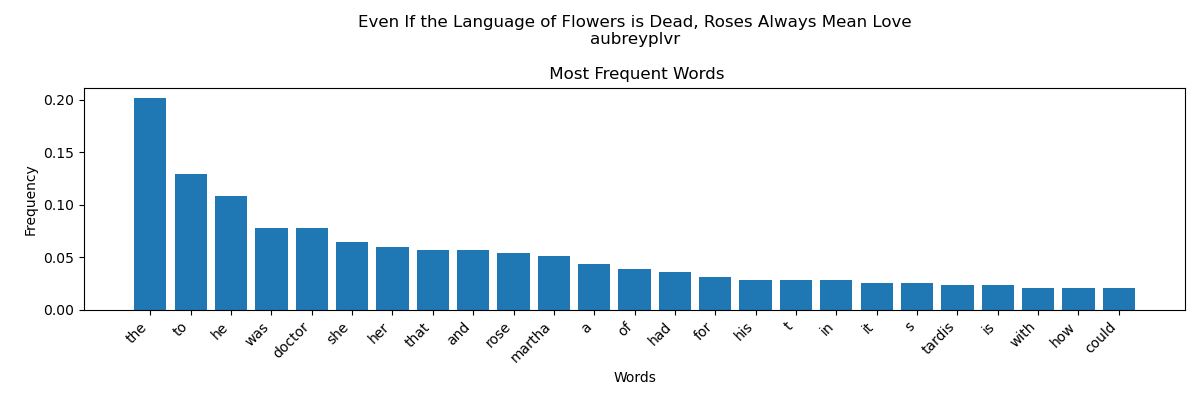 Even If the Language of Flowers is Dead, Roses Always Mean Love
aubreyplvr
Most Frequent Words
0.20
0.15
0.10
0.05
0.00
Frequency
the to he was doctor she her that and rose martha a of had for his t in it s tardis is with how could
Words